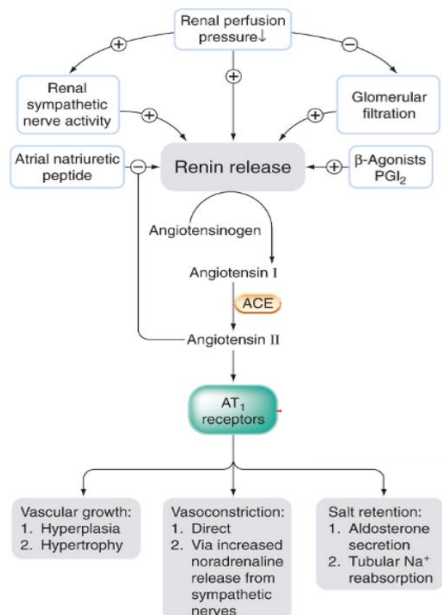 Renal perfusion
pressure↓
+
+
−
Renal
sympathetic
nerve activity
Glomerular
filtration
+
+
Atrial natriuretic
peptide
−
Renin release
+
β-Agonists
PGI₂
Angiotensinogen
Angiotensin I
ACE
Angiotensin II
AT₁
receptors
Vascular growth:
1. Hyperplasia
2. Hypertrophy
Vasoconstriction:
1. Direct
2. Via increased
noradrenaline
release from
sympathetic
nerves
Salt retention:
1. Aldosterone
secretion
2. Tubular Na⁺
reabsorption